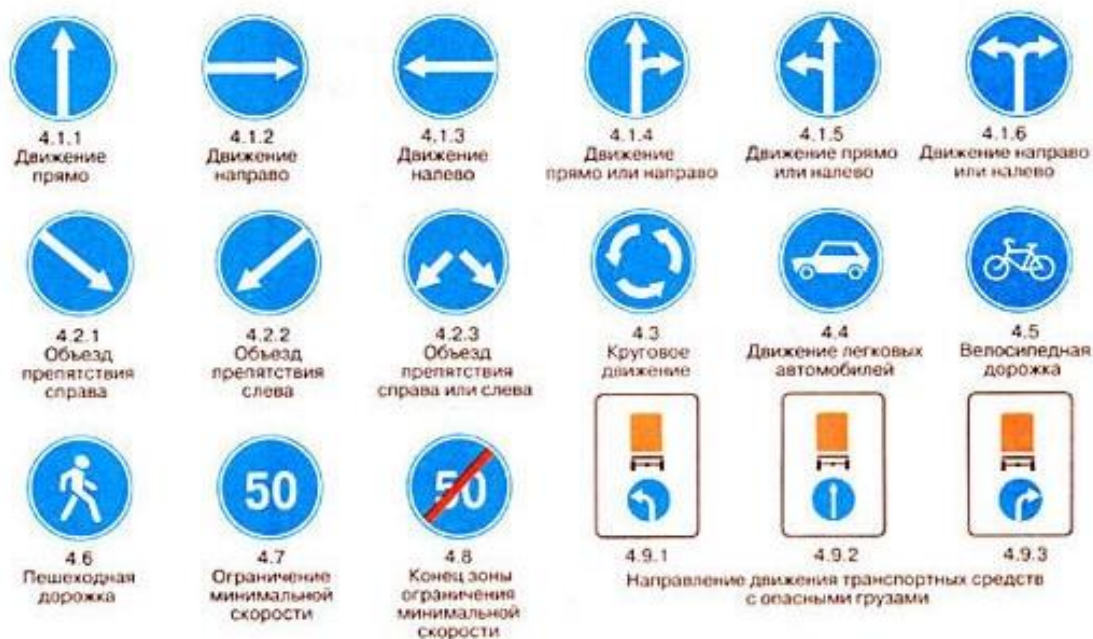 4.1.1
Движение
прямо
4.1.2
Движение
направо
4.1.3
Движение
налево
4.1.4
Движение
прямо или направо
4.1.5
Движение прямо
или налево
4.1.6
Движение направо
или налево
4.2.1
Объезд
препятствия
справа
4.2.2
Объезд
препятствия
слева
4.2.3
Объезд
препятствия
справа или слева
4.3
Круговое
движение
4.4
Движение легковых
автомобилей
4.5
Велосипедная
дорожка
4.6
Пешеходная
дорожка
50
4.7
Ограничение
минимальной
скорости
50
4.8
Конец зоны
ограничения
минимальной
скорости
4.9.1
4.9.2
4.9.3
Направление движения транспортных средств
с опасными грузами